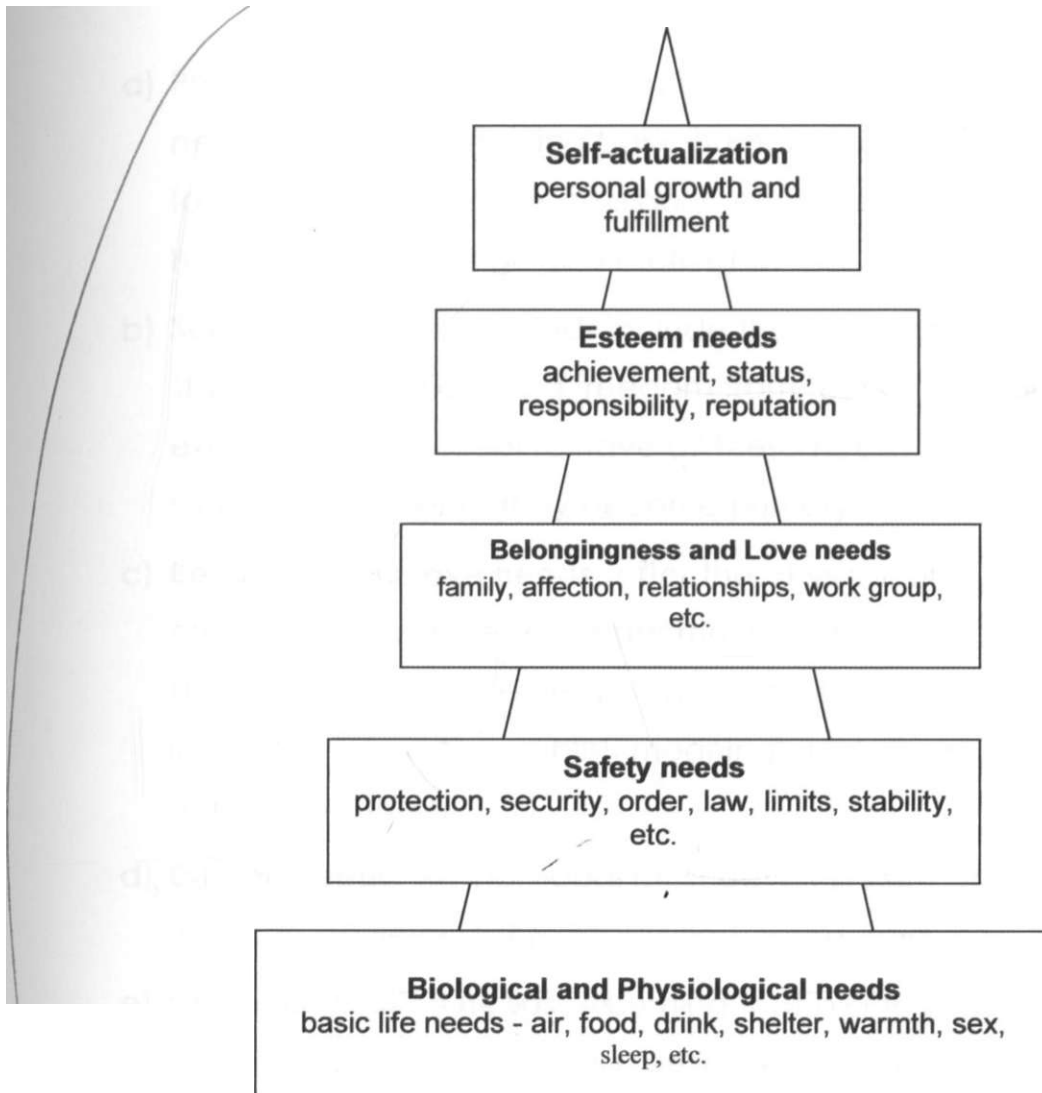 Self-actualization
personal growth and
fulfillment
Esteem needs
achievement, status,
responsibility, reputation
Belongingness and Love needs
family, affection, relationships, work group,
etc.
Safety needs
protection, security, order, law, limits, stability,
etc.
Biological and Physiological needs
basic life needs - air, food, drink, shelter, warmth, sex,
sleep, etc.